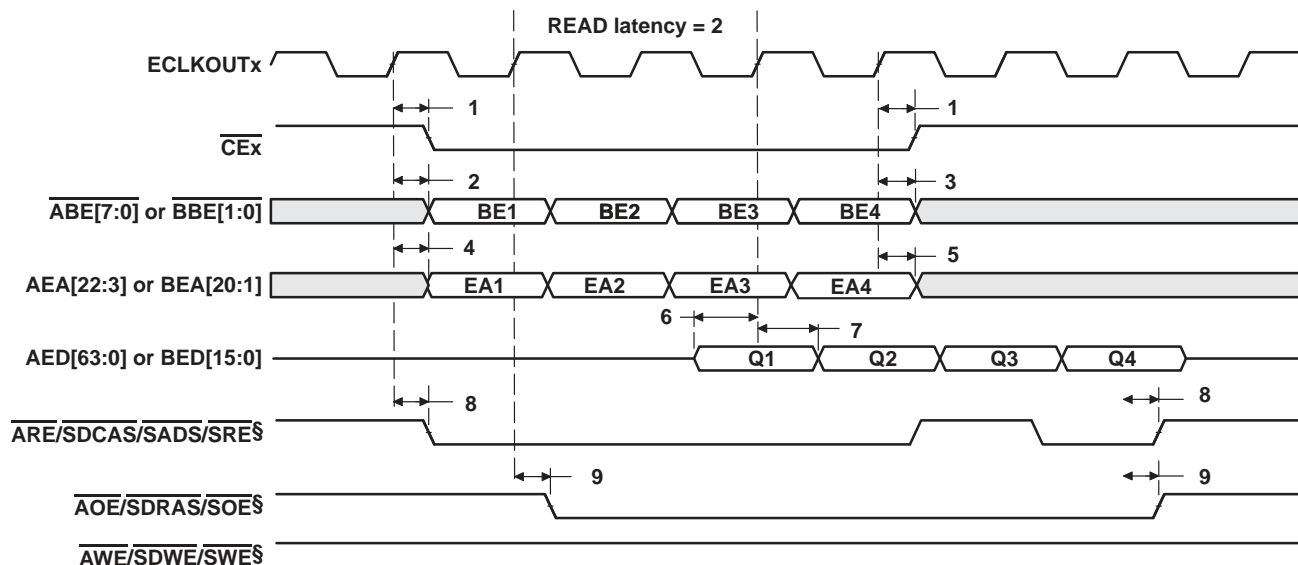 READ latency = 2
ECLKOUTx
1 1
CEx
2 3
ABE[7:0] or BBE[1:0] BE1 BE2 BE3 BE4
4 5
AEA[22:3] or BEA[20:1] EA1 EA2 EA3 EA4
6 7
AED[63:0] or BED[15:0] Q1 Q2 Q3 Q4
8 8
ARE/SDCAS/SADS/SRE§
9 9
AOE/SDRAS/SOE§
AWE/SDWE/SWE§